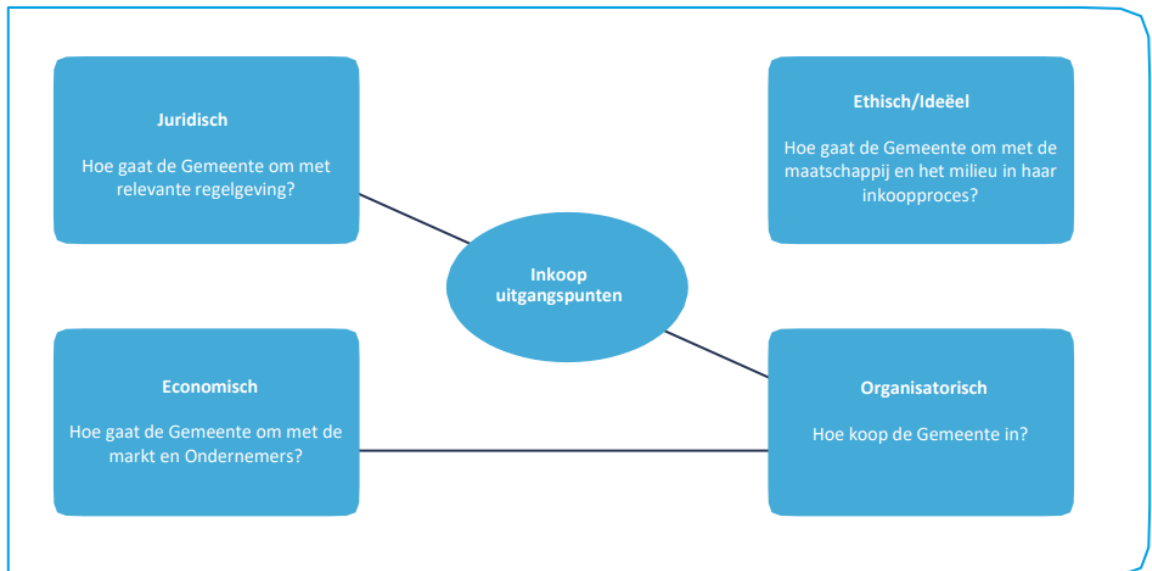 Juridisch
Hoe gaat de Gemeente om met
relevante regelgeving?
Ethisch/Ideëel
Hoe gaat de Gemeente om met de
maatschappij en het milieu in haar
inkoopproces?
Inkoop
uitgangspunten
Economisch
Hoe gaat de Gemeente om met de
markt en Ondernemers?
Organisatorisch
Hoe koop de Gemeente in?